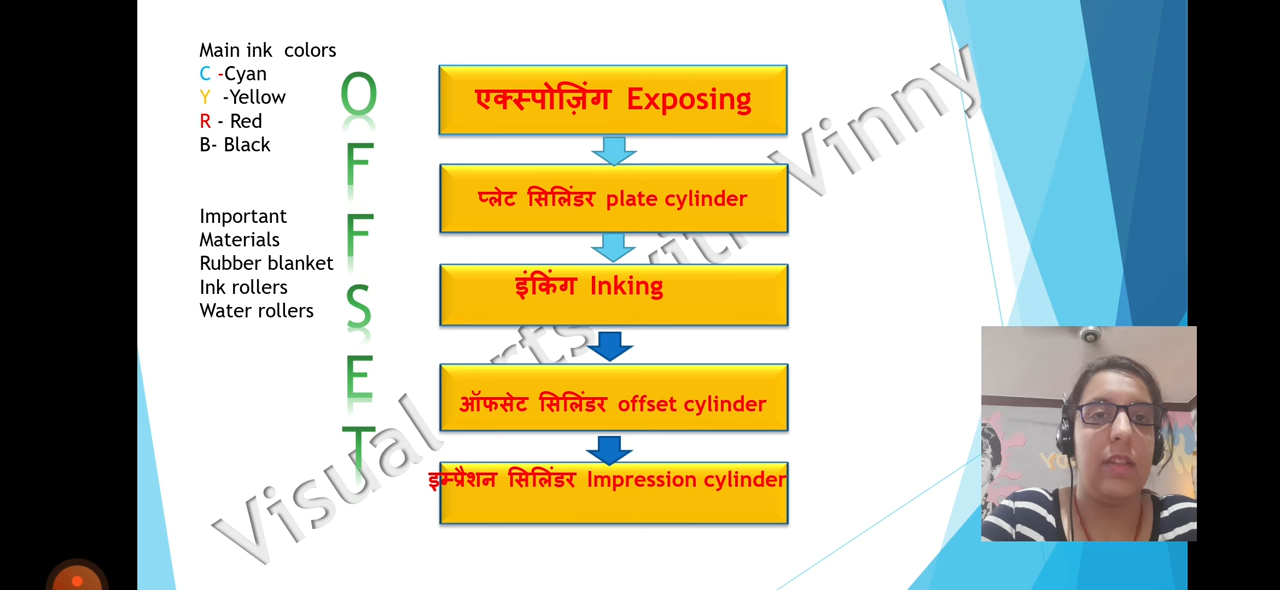 Main ink colors
C -Cyan
Y -Yellow
R - Red
B- Black
Important
Materials
Rubber blanket
Ink rollers
Water rollers
OFFSET
एक्स्पोज़िंग Exposing
प्लेट सिलिंडर plate cylinder
इंकिंग Inking
ऑफसेट सिलिंडर offset cylinder
इम्प्रैशन सिलिंडर Impression cylinder
Visual Vinny